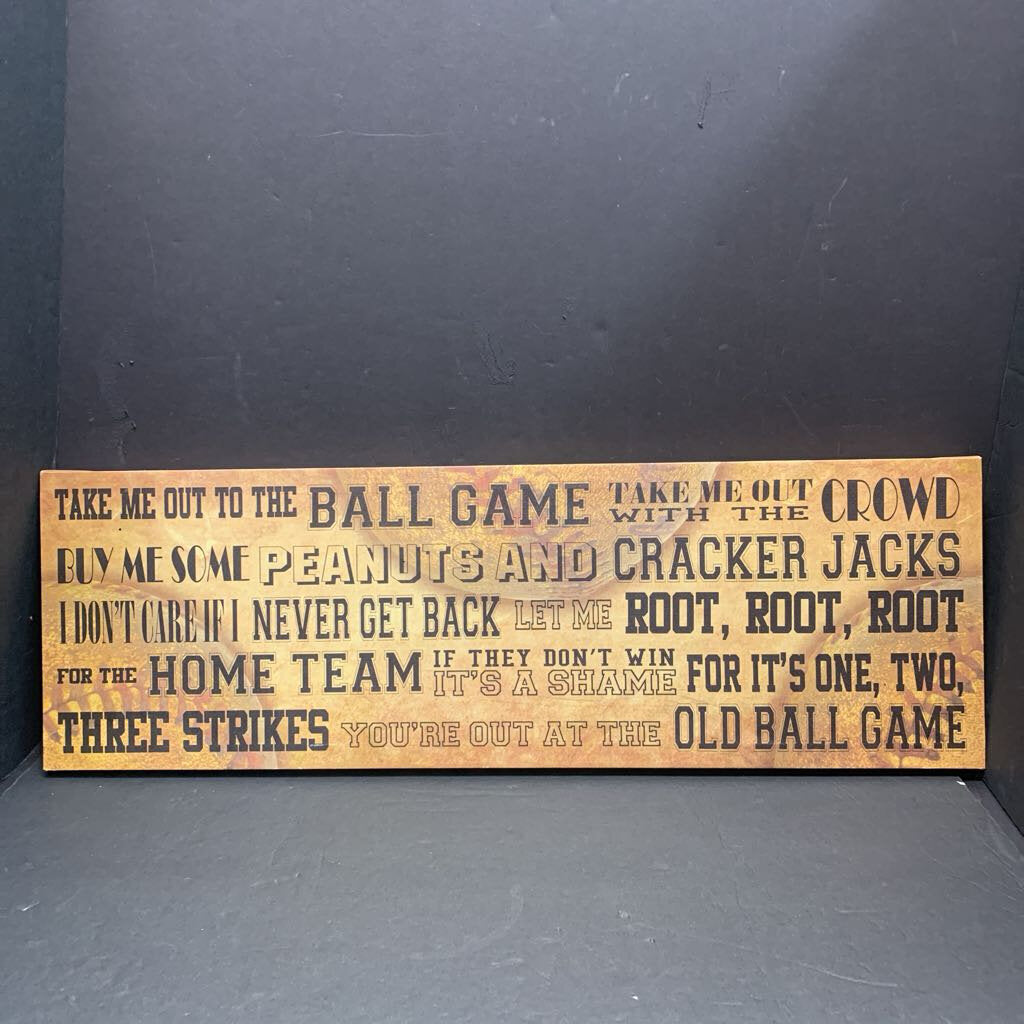 TAKE ME OUT TO THE BALL GAME TAKE ME OUT WITH THE CROWD
BUY ME SOME PEANUTS AND CRACKER JACKS
I DON'T CARE IF I NEVER GET BACK LET ME ROOT, ROOT, ROOT
FOR THE HOME TEAM IF THEY DON'T WIN IT'S A SHAME FOR IT'S ONE, TWO,
THREE STRIKES YOU'RE OUT AT THE OLD BALL GAME